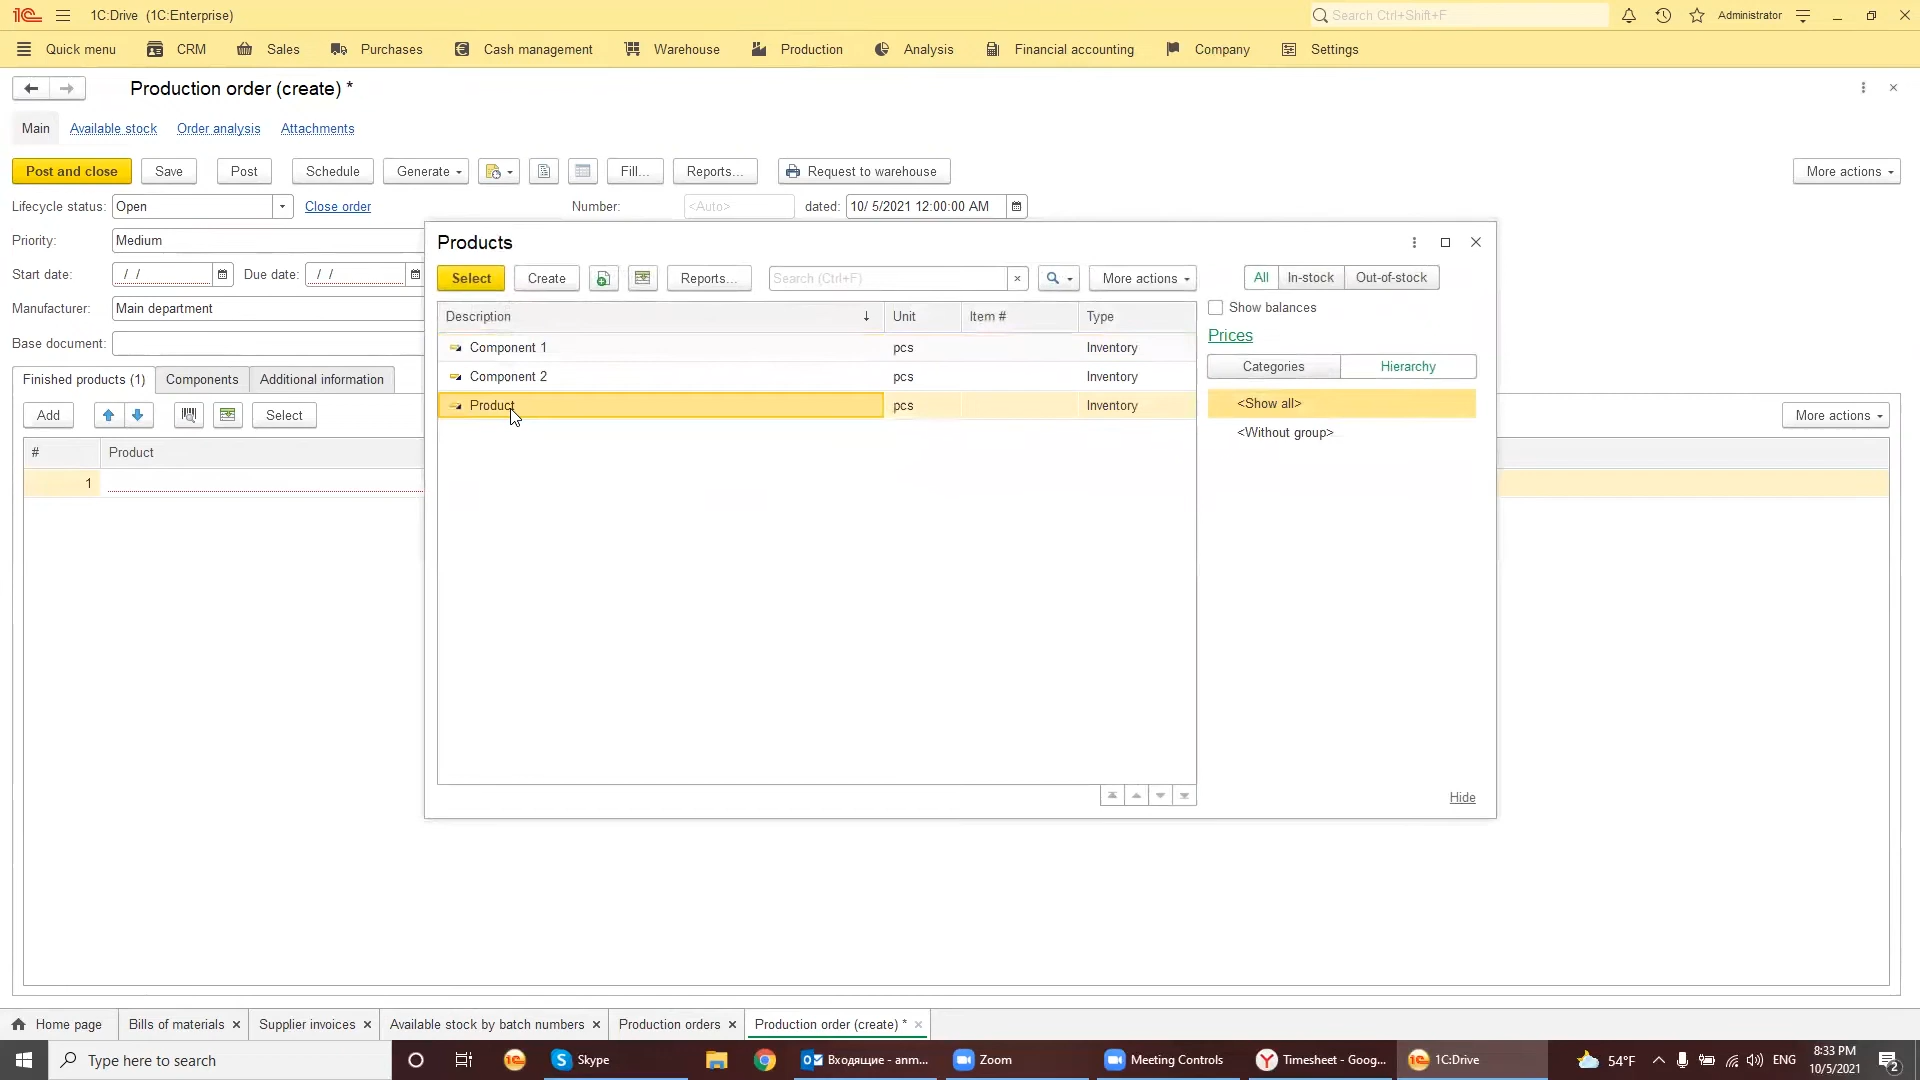 1C:Drive (1C:Enterprise)
Search Ctrl+Shift+F
Administrator
Quick menu CRM Sales Purchases Cash management Warehouse Production Analysis Financial accounting Company Settings
Production order (create) *
Main Available stock Order analysis Attachments
Post and close Save Post Schedule Generate Fill... Reports... Request to warehouse More actions
Lifecycle status: Open Close order Number: <Auto> dated: 10/ 5/2021 12:00:00 AM
Priority: Medium
Start date: / / Due date: / /
Manufacturer: Main department
Base document:
Finished products (1) Components Additional information
Add Select More actions
# Product
1
Products
Select Create Reports... Search (Ctrl+F) × More actions All In-stock Out-of-stock
Description ↓ Unit Item # Type
Component 1 pcs Inventory
Component 2 pcs Inventory
Product pcs Inventory
Show balances
Prices
Categories Hierarchy
<Show all>
<Without group>
Hide
Home page Bills of materials × Supplier invoices × Available stock by batch numbers × Production orders × Production order (create) * ×
Type here to search
Skype
Входящие - anm...
Zoom
Meeting Controls
Timesheet - Goog...
1C:Drive
54°F
ENG
8:33 PM
10/5/2021
2